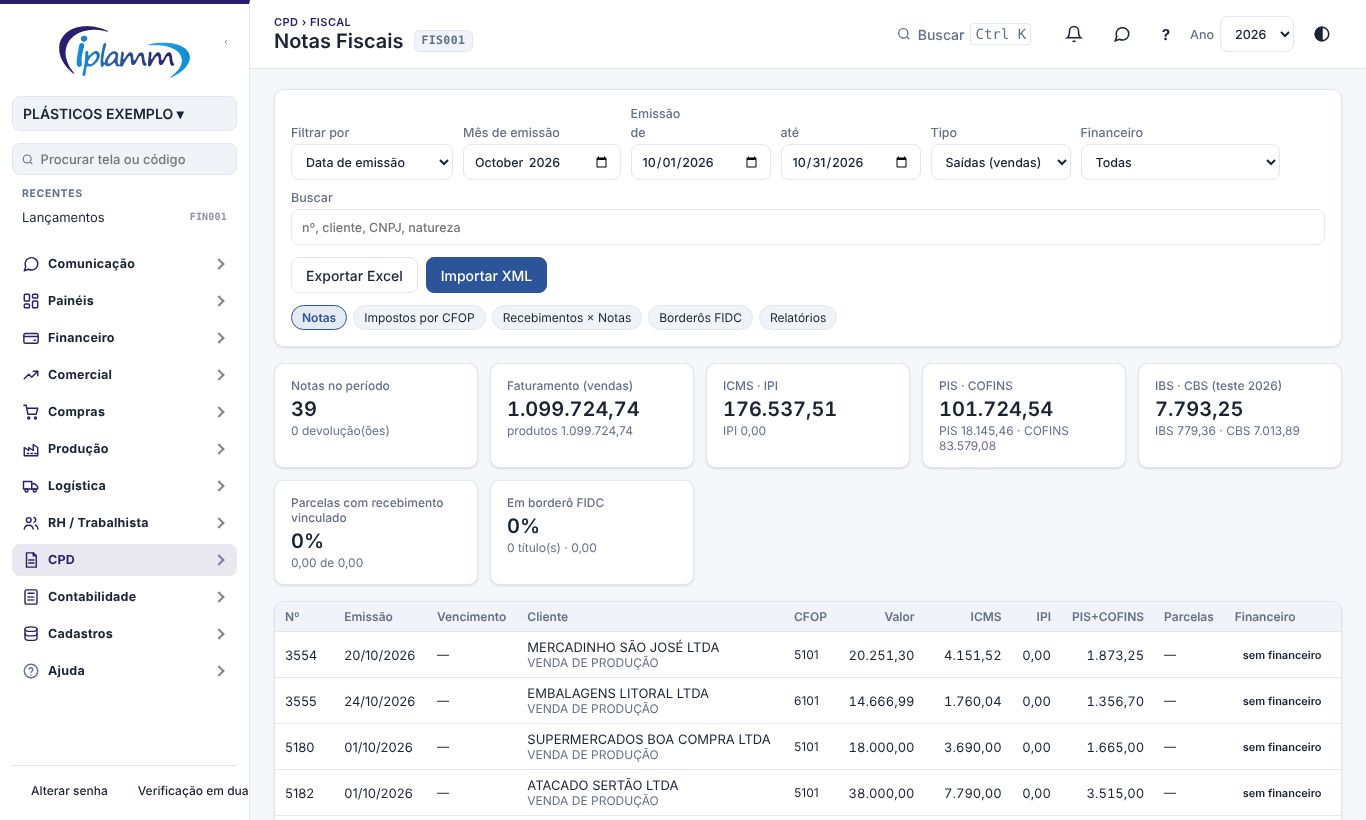 iplamm
‹
PLÁSTICOS EXEMPLO ▾
Procurar tela ou código
RECENTES
Lançamentos FIN001
Comunicação
Painéis
Financeiro
Comercial
Compras
Produção
Logística
RH / Trabalhista
CPD
Contabilidade
Cadastros
Ajuda
Alterar senha Verificação em dua
CPD › FISCAL
Notas Fiscais FIS001
Buscar Ctrl K ? Ano 2026
Filtrar por Mês de emissão Emissão de até Tipo Financeiro
Data de emissão October 2026 10/01/2026 10/31/2026 Saídas (vendas) Todas
Buscar
nº, cliente, CNPJ, natureza
Exportar Excel Importar XML
Notas Impostos por CFOP Recebimentos × Notas Borderôs FIDC Relatórios
Notas no período
39
0 devolução(ões)
Faturamento (vendas)
1.099.724,74
produtos 1.099.724,74
ICMS · IPI
176.537,51
IPI 0,00
PIS · COFINS
101.724,54
PIS 18.145,46 · COFINS
83.579,08
IBS · CBS (teste 2026)
7.793,25
IBS 779,36 · CBS 7.013,89
Parcelas com recebimento
vinculado
0%
0,00 de 0,00
Em borderô FIDC
0%
0 título(s) · 0,00
Nº Emissão Vencimento Cliente CFOP Valor ICMS IPI PIS+COFINS Parcelas Financeiro
3554 20/10/2026 — MERCADINHO SÃO JOSÉ LTDA 5101 20.251,30 4.151,52 0,00 1.873,25 — sem financeiro
VENDA DE PRODUÇÃO
3555 24/10/2026 — EMBALAGENS LITORAL LTDA 6101 14.666,99 1.760,04 0,00 1.356,70 — sem financeiro
VENDA DE PRODUÇÃO
5180 01/10/2026 — SUPERMERCADOS BOA COMPRA LTDA 5101 18.000,00 3.690,00 0,00 1.665,00 — sem financeiro
VENDA DE PRODUÇÃO
5182 01/10/2026 — ATACADO SERTÃO LTDA 5101 38.000,00 7.790,00 0,00 3.515,00 — sem financeiro
VENDA DE PRODUÇÃO